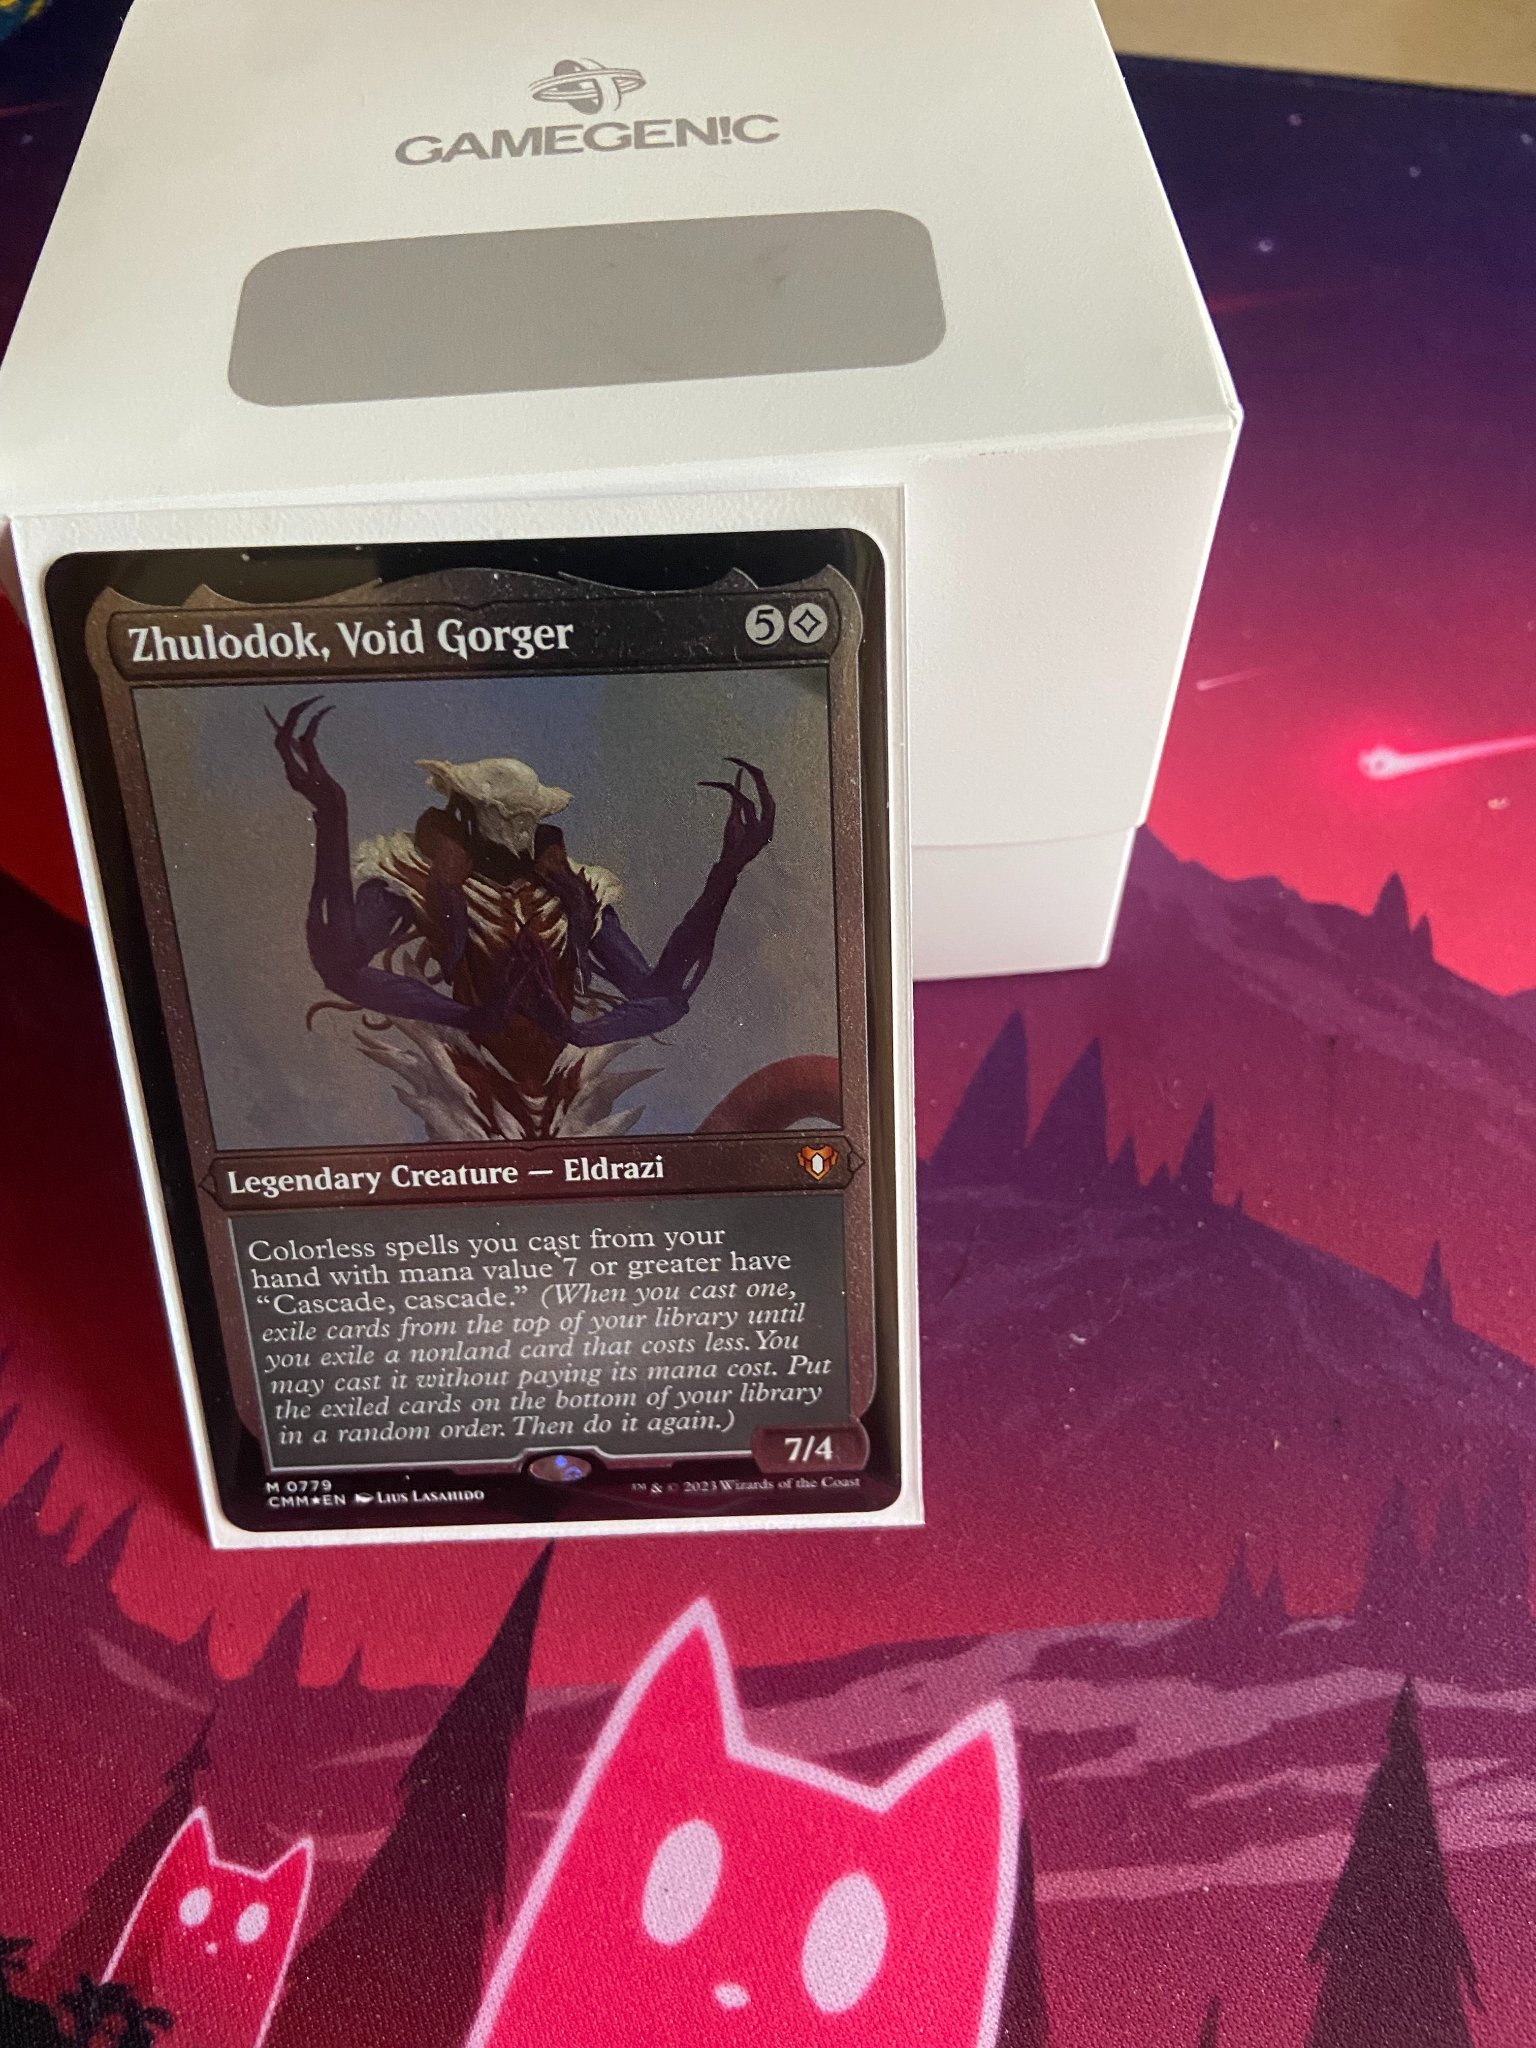 GAMEGEN!C
Zhulodok, Void Gorger
5
Legendary Creature — Eldrazi
Colorless spells you cast from your
hand with mana value 7 or greater have
“Cascade, cascade.” (When you cast one,
exile cards from the top of your library until
you exile a nonland card that costs less. You
may cast it without paying its mana cost. Put
the exiled cards on the bottom of your library
in a random order. Then do it again.)
7/4
M 0779
CMM★EN Lius Lasahido
™ & © 2023 Wizards of the Coast